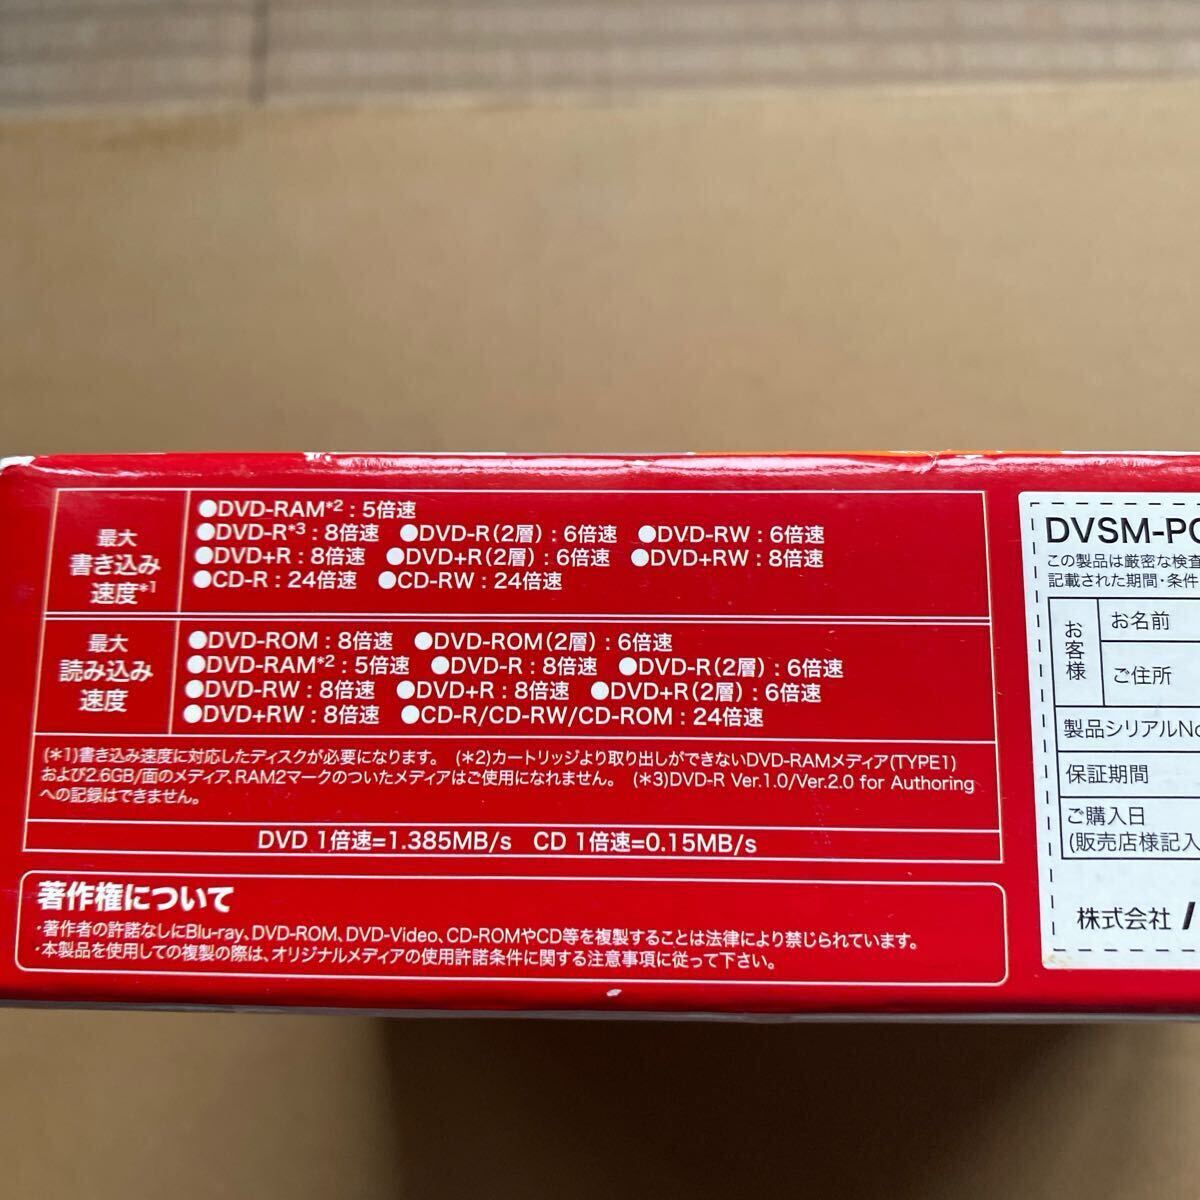 最大
書き込み
速度*1
●DVD-RAM*2：5倍速
●DVD-R*3：8倍速 ●DVD-R(2層)：6倍速 ●DVD-RW：6倍速
●DVD+R：8倍速 ●DVD+R(2層)：6倍速 ●DVD+RW：8倍速
●CD-R：24倍速 ●CD-RW：24倍速
最大
読み込み
速度
●DVD-ROM：8倍速 ●DVD-ROM(2層)：6倍速
●DVD-RAM*2：5倍速 ●DVD-R：8倍速 ●DVD-R(2層)：6倍速
●DVD-RW：8倍速 ●DVD+R：8倍速 ●DVD+R(2層)：6倍速
●DVD+RW：8倍速 ●CD-R/CD-RW/CD-ROM：24倍速
(*1)書き込み速度に対応したディスクが必要になります。 (*2)カートリッジより取り出しができないDVD-RAMメディア(TYPE1)
および2.6GB/面のメディア、RAM2マークのついたメディアはご使用になれません。 (*3)DVD-R Ver.1.0/Ver.2.0 for Authoring
への記録はできません。
DVD 1倍速=1.385MB/s CD 1倍速=0.15MB/s
著作権について
・著作者の許諾なしにBlu-ray、DVD-ROM、DVD-Video、CD-ROMやCD等を複製することは法律により禁じられています。
・本製品を使用しての複製の際は、オリジナルメディアの使用許諾条件に関する注意事項に従って下さい。
DVSM-PC
この製品は厳密な検査
記載された期間・条件
お客様
お名前
ご住所
製品シリアルNo
保証期間
ご購入日
(販売店様記入
株式会社